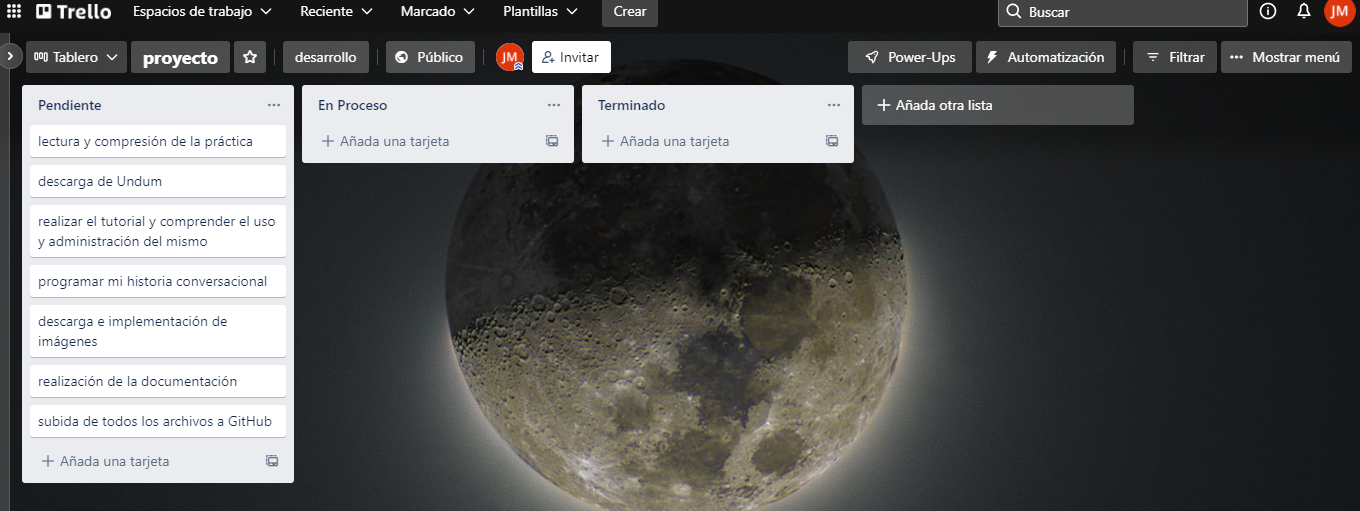 Trello
Espacios de trabajo
Reciente
Marcado
Plantillas
Crear
Buscar
JM
Tablero
proyecto
desarrollo
Público
JM
Invitar
Power-Ups
Automatización
Filtrar
Mostrar menú
Pendiente
lectura y compresión de la práctica
descarga de Undum
realizar el tutorial y comprender el uso
y administración del mismo
programar mi historia conversacional
descarga e implementación de
imágenes
realización de la documentación
subida de todos los archivos a GitHub
Añada una tarjeta
En Proceso
Añada una tarjeta
Terminado
Añada una tarjeta
Añada otra lista